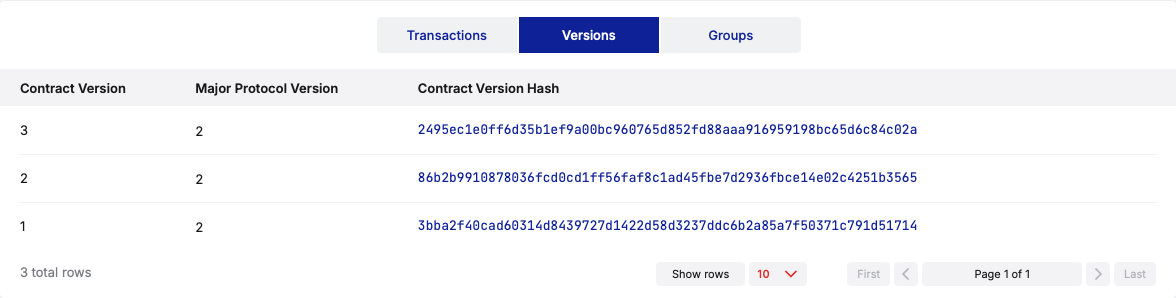 Transactions Versions Groups
Contract Version Major Protocol Version Contract Version Hash
3 2 2495ec1e0ff6d35b1ef9a00bc960765d852fd88aaa916959198bc65d6c84c02a
2 2 86b2b9910878036fcd0cd1ff56faf8c1ad45fbe7d2936fbce14e02c4251b3565
1 2 3bba2f40cad60314d8439727d1422d58d3237ddc6b2a85a7f50371c791d51714
3 total rows Show rows 10 First Page 1 of 1 Last